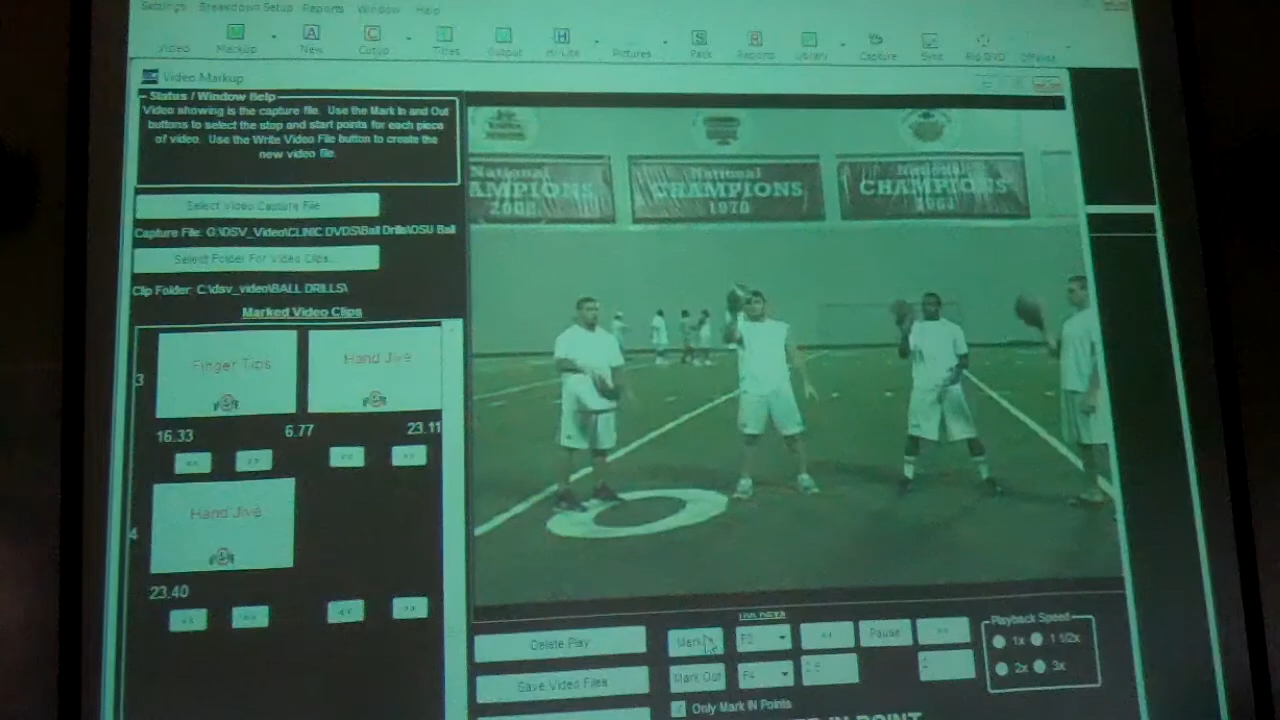 Settings Breakdown Setup Reports Window Help
Video Markup New Cutup Titles Output Hi-Lite Pictures Pack Reports Library Capture Sync Rip DVD Offense
Video Markup
Status / Window Help
Video showing is the capture file. Use the Mark In and Out
buttons to select the stop and start points for each piece
of video. Use the Write Video File button to create the
new video file.
Select Video Capture File
Capture File: G:\DSV_Video\CLINIC DVDS\Ball Drills\OSU Ball
Select Folder For Video Clips...
Clip Folder: C:\dsv_video\BALL DRILLS\
Marked Video Clips
3
Finger Tips
Hand Jive
16.33
6.77
23.11
<< >> << >>
4
Hand Jive
23.40
<< >> << >>
National
AMPIONS
2002
National
CHAMPIONS
1970
National
CHAMPIONS
Delete Play
Save Video Files
Mark
F3
<<
Pause
>>
Mark Out
F4
Only Mark IN Points
Playback Speed
1x 1 1/2x
2x 3x
IN POINT